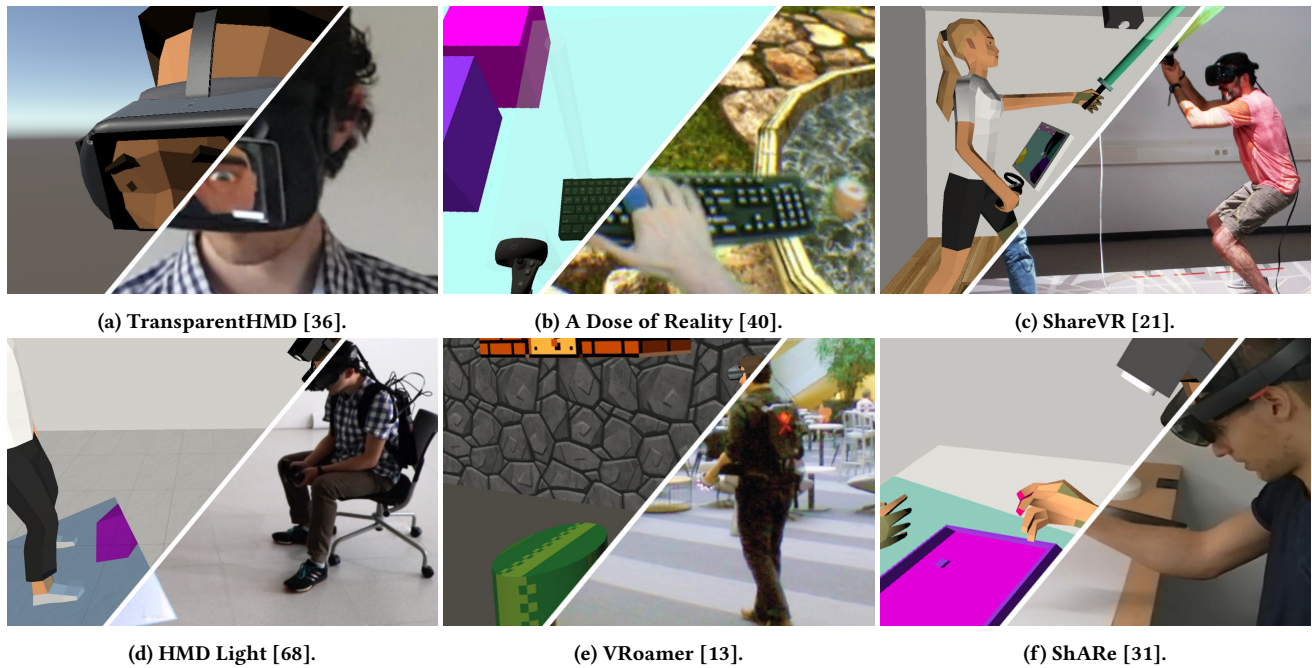 (a) TransparentHMD [36].
(b) A Dose of Reality [40].
(c) ShareVR [21].
(d) HMD Light [68].
(e) VRoamer [13].
(f) ShARe [31].